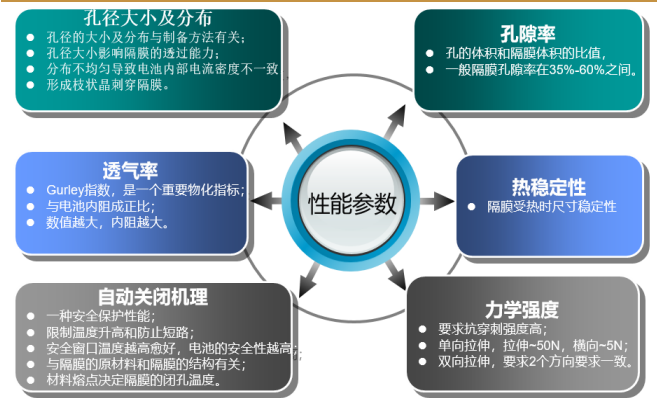 孔径大小及分布
孔径的大小及分布与制备方法有关；
孔径大小影响隔膜的透过能力；
分布不均匀导致电池内部电流密度不一致
形成枝状晶刺穿隔膜。
孔隙率
孔的体积和隔膜体积的比值，
一般隔膜孔隙率在35%-60%之间。
透气率
Gurley指数，是一个重要物化指标；
与电池内阻成正比；
数值越大，内阻越大。
性能参数
热稳定性
隔膜受热时尺寸稳定性
自动关闭机理
一种安全保护性能；
限制温度升高和防止短路；
安全窗口温度越高愈好，电池的安全性越高；
与隔膜的原材料和隔膜的结构有关；
材料熔点决定隔膜的闭孔温度。
力学强度
要求抗穿刺强度高；
单向拉伸，拉伸~50N，横向~5N；
双向拉伸，要求2个方向要求一致。